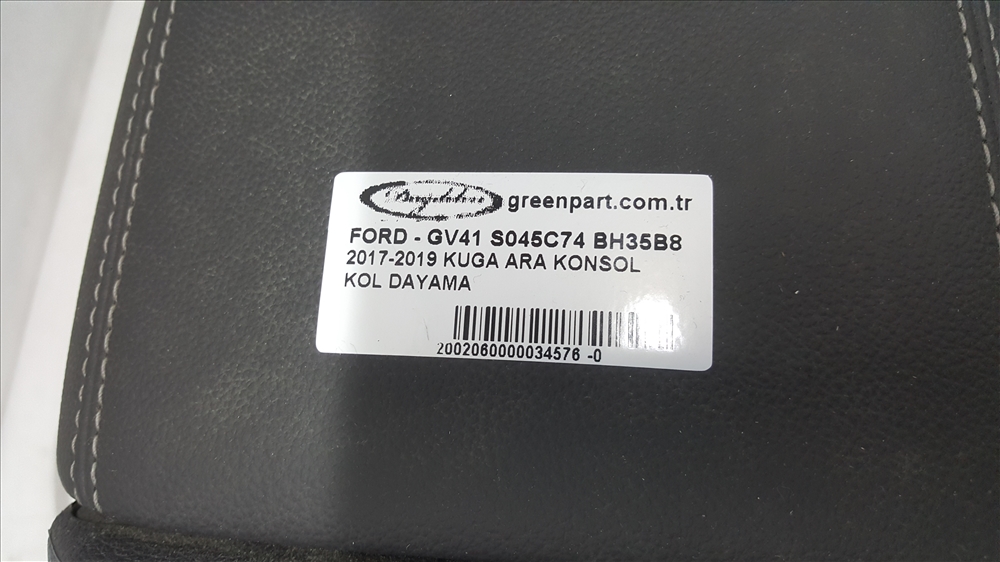 greenpart.com.tr
FORD - GV41 S045C74 BH35B8
2017-2019 KUGA ARA KONSOL
KOL DAYAMA
2002060000034576 -0